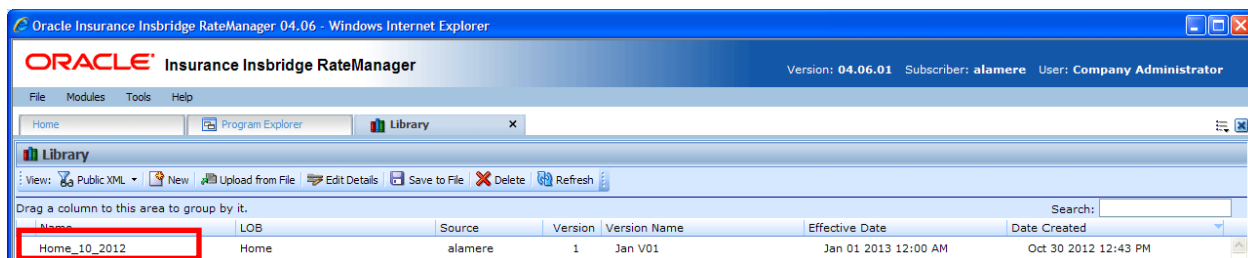 Oracle Insurance Insbridge RateManager 04.06 - Windows Internet Explorer
ORACLE Insurance Insbridge RateManager
Version: 04.06.01 Subscriber: alamere User: Company Administrator
File Modules Tools Help
Home Program Explorer Library x
Library
View: Public XML New Upload from File Edit Details Save to File Delete Refresh
Drag a column to this area to group by it. Search:
Name LOB Source Version Version Name Effective Date Date Created
Home_10_2012 Home alamere 1 Jan V01 Jan 01 2013 12:00 AM Oct 30 2012 12:43 PM